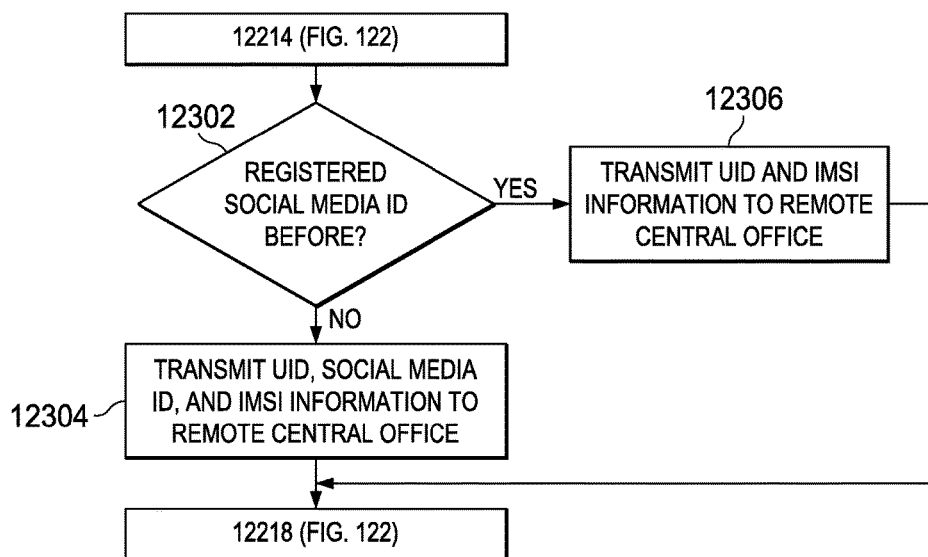 12214 (FIG. 122)
12302
REGISTERED
SOCIAL MEDIA ID
BEFORE?
YES
12306
TRANSMIT UID AND IMSI
INFORMATION TO REMOTE
CENTRAL OFFICE
NO
12304
TRANSMIT UID, SOCIAL MEDIA
ID, AND IMSI INFORMATION TO
REMOTE CENTRAL OFFICE
12218 (FIG. 122)